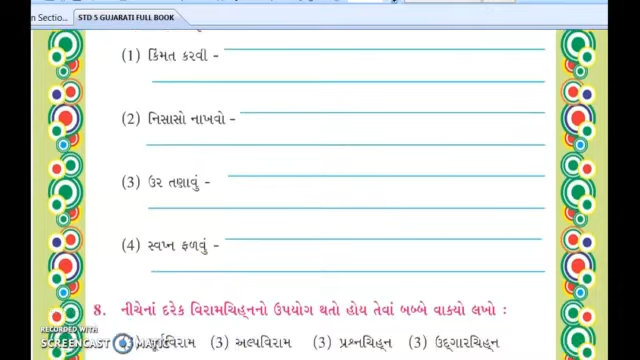 n Sectio...
STD 5 GUJARATI FULL BOOK
(1) કિંમત કરવી -
(2) નિસાસો નાખવો -
(3) ઉર તણાવું -
(4) સ્વપ્ન ફળવું -
8. નીચેનાં દરેક વિરામચિહ્નનો ઉપયોગ થતો હોય તેવાં બબ્બે વાક્યો લખો :
(3) અલ્પવિરામ (3) પ્રશ્નચિહ્ન (3) ઉદ્ગારચિહ્ન
RECORDED WITH
SCREENCAST MATIC